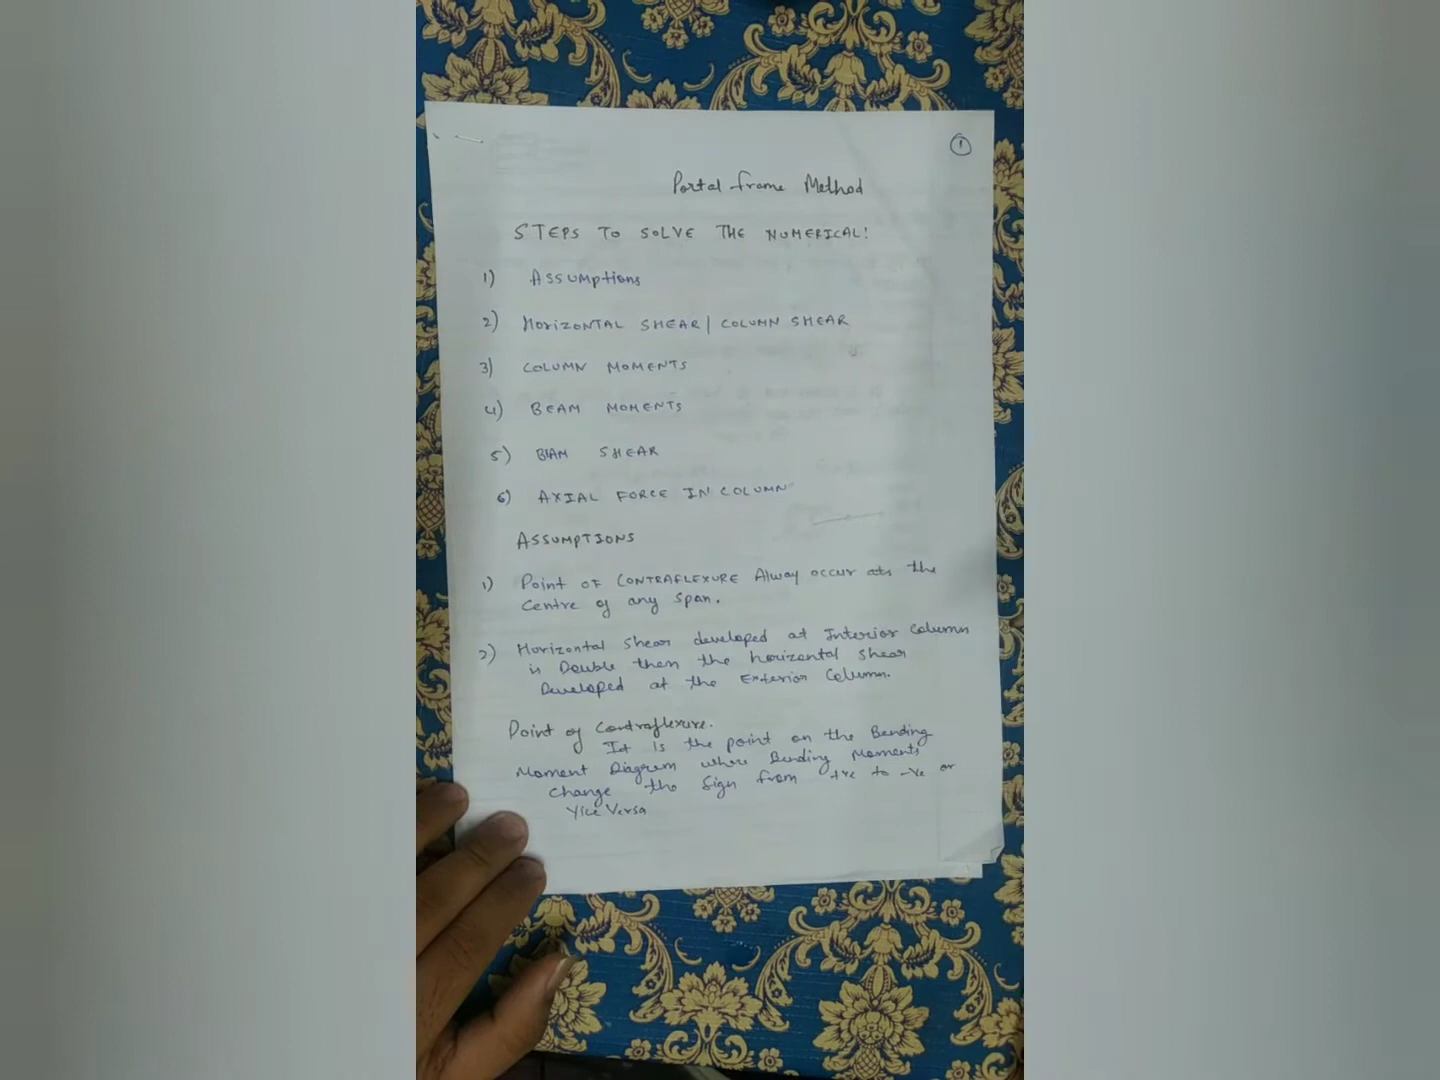 1
Portal frame Method
STEPS TO SOLVE THE NUMERICAL:
1) ASSUMptions
2) HoriZONTAL SHEAR | COLUMN SHEAR
3) COLUMN MOMENTS
4) BEAM MOMENTS
5) BEAM SHEAR
6) AXIAL FORCE IN COLUMN
ASSUMPTIONS
1) Point OF CONTRAFLEXURE Alway occur at the
Centre of any Span.
2) Horizontal Shear developed at Interior Column
is Double then the horizontal shear
Developed at the Exterior Column.
Point of Contraflexure.
It is the point on the Bending
Moment Diagram where Bending Moments
change the Sign from +ve to -ve or
Vice Versa